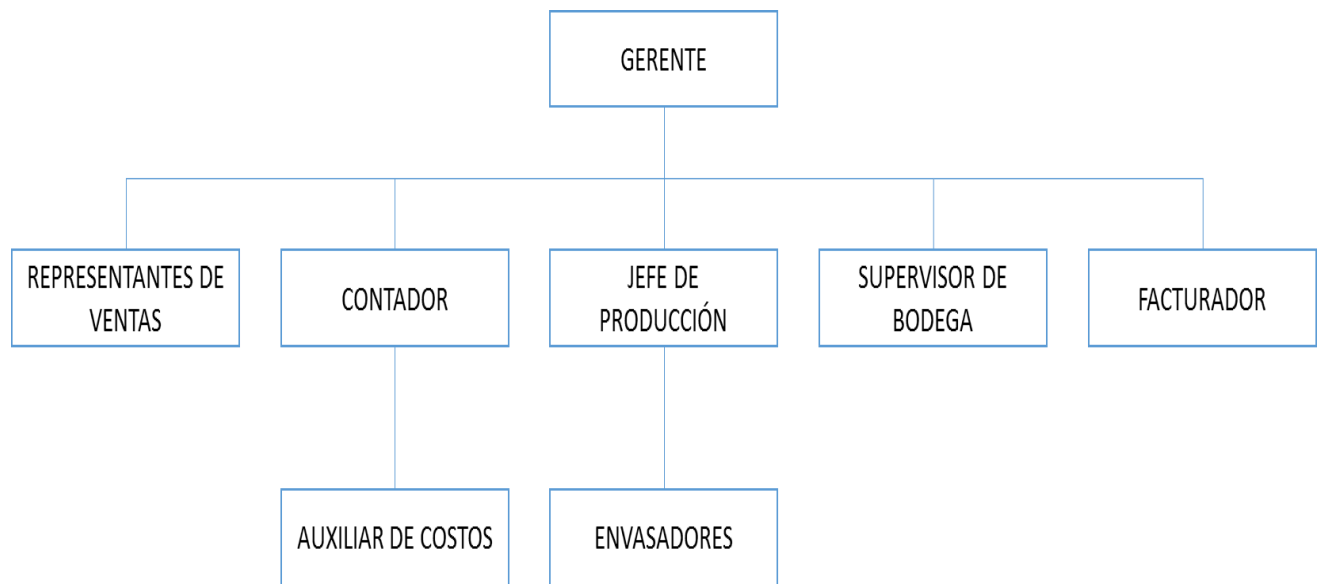 GERENTE
REPRESENTANTES DE
VENTAS
CONTADOR
JEFE DE
PRODUCCIÓN
SUPERVISOR DE
BODEGA
FACTURADOR
AUXILIAR DE COSTOS
ENVASADORES